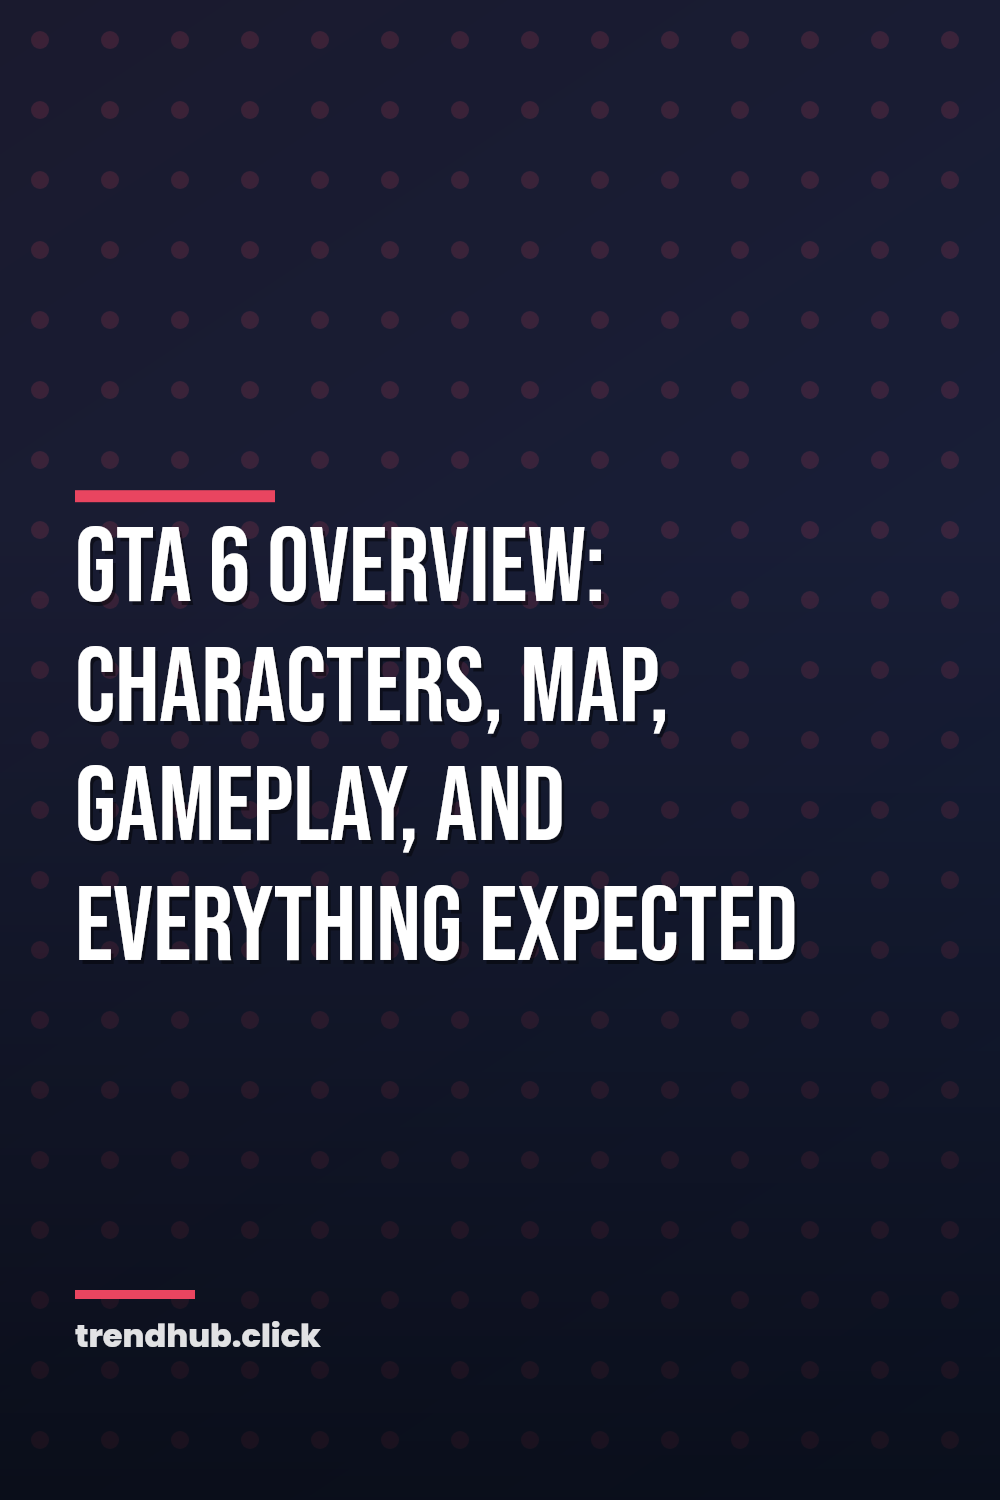 GTA 6 OVERVIEW:
CHARACTERS, MAP,
GAMEPLAY, AND
EVERYTHING EXPECTED
trendhub.click